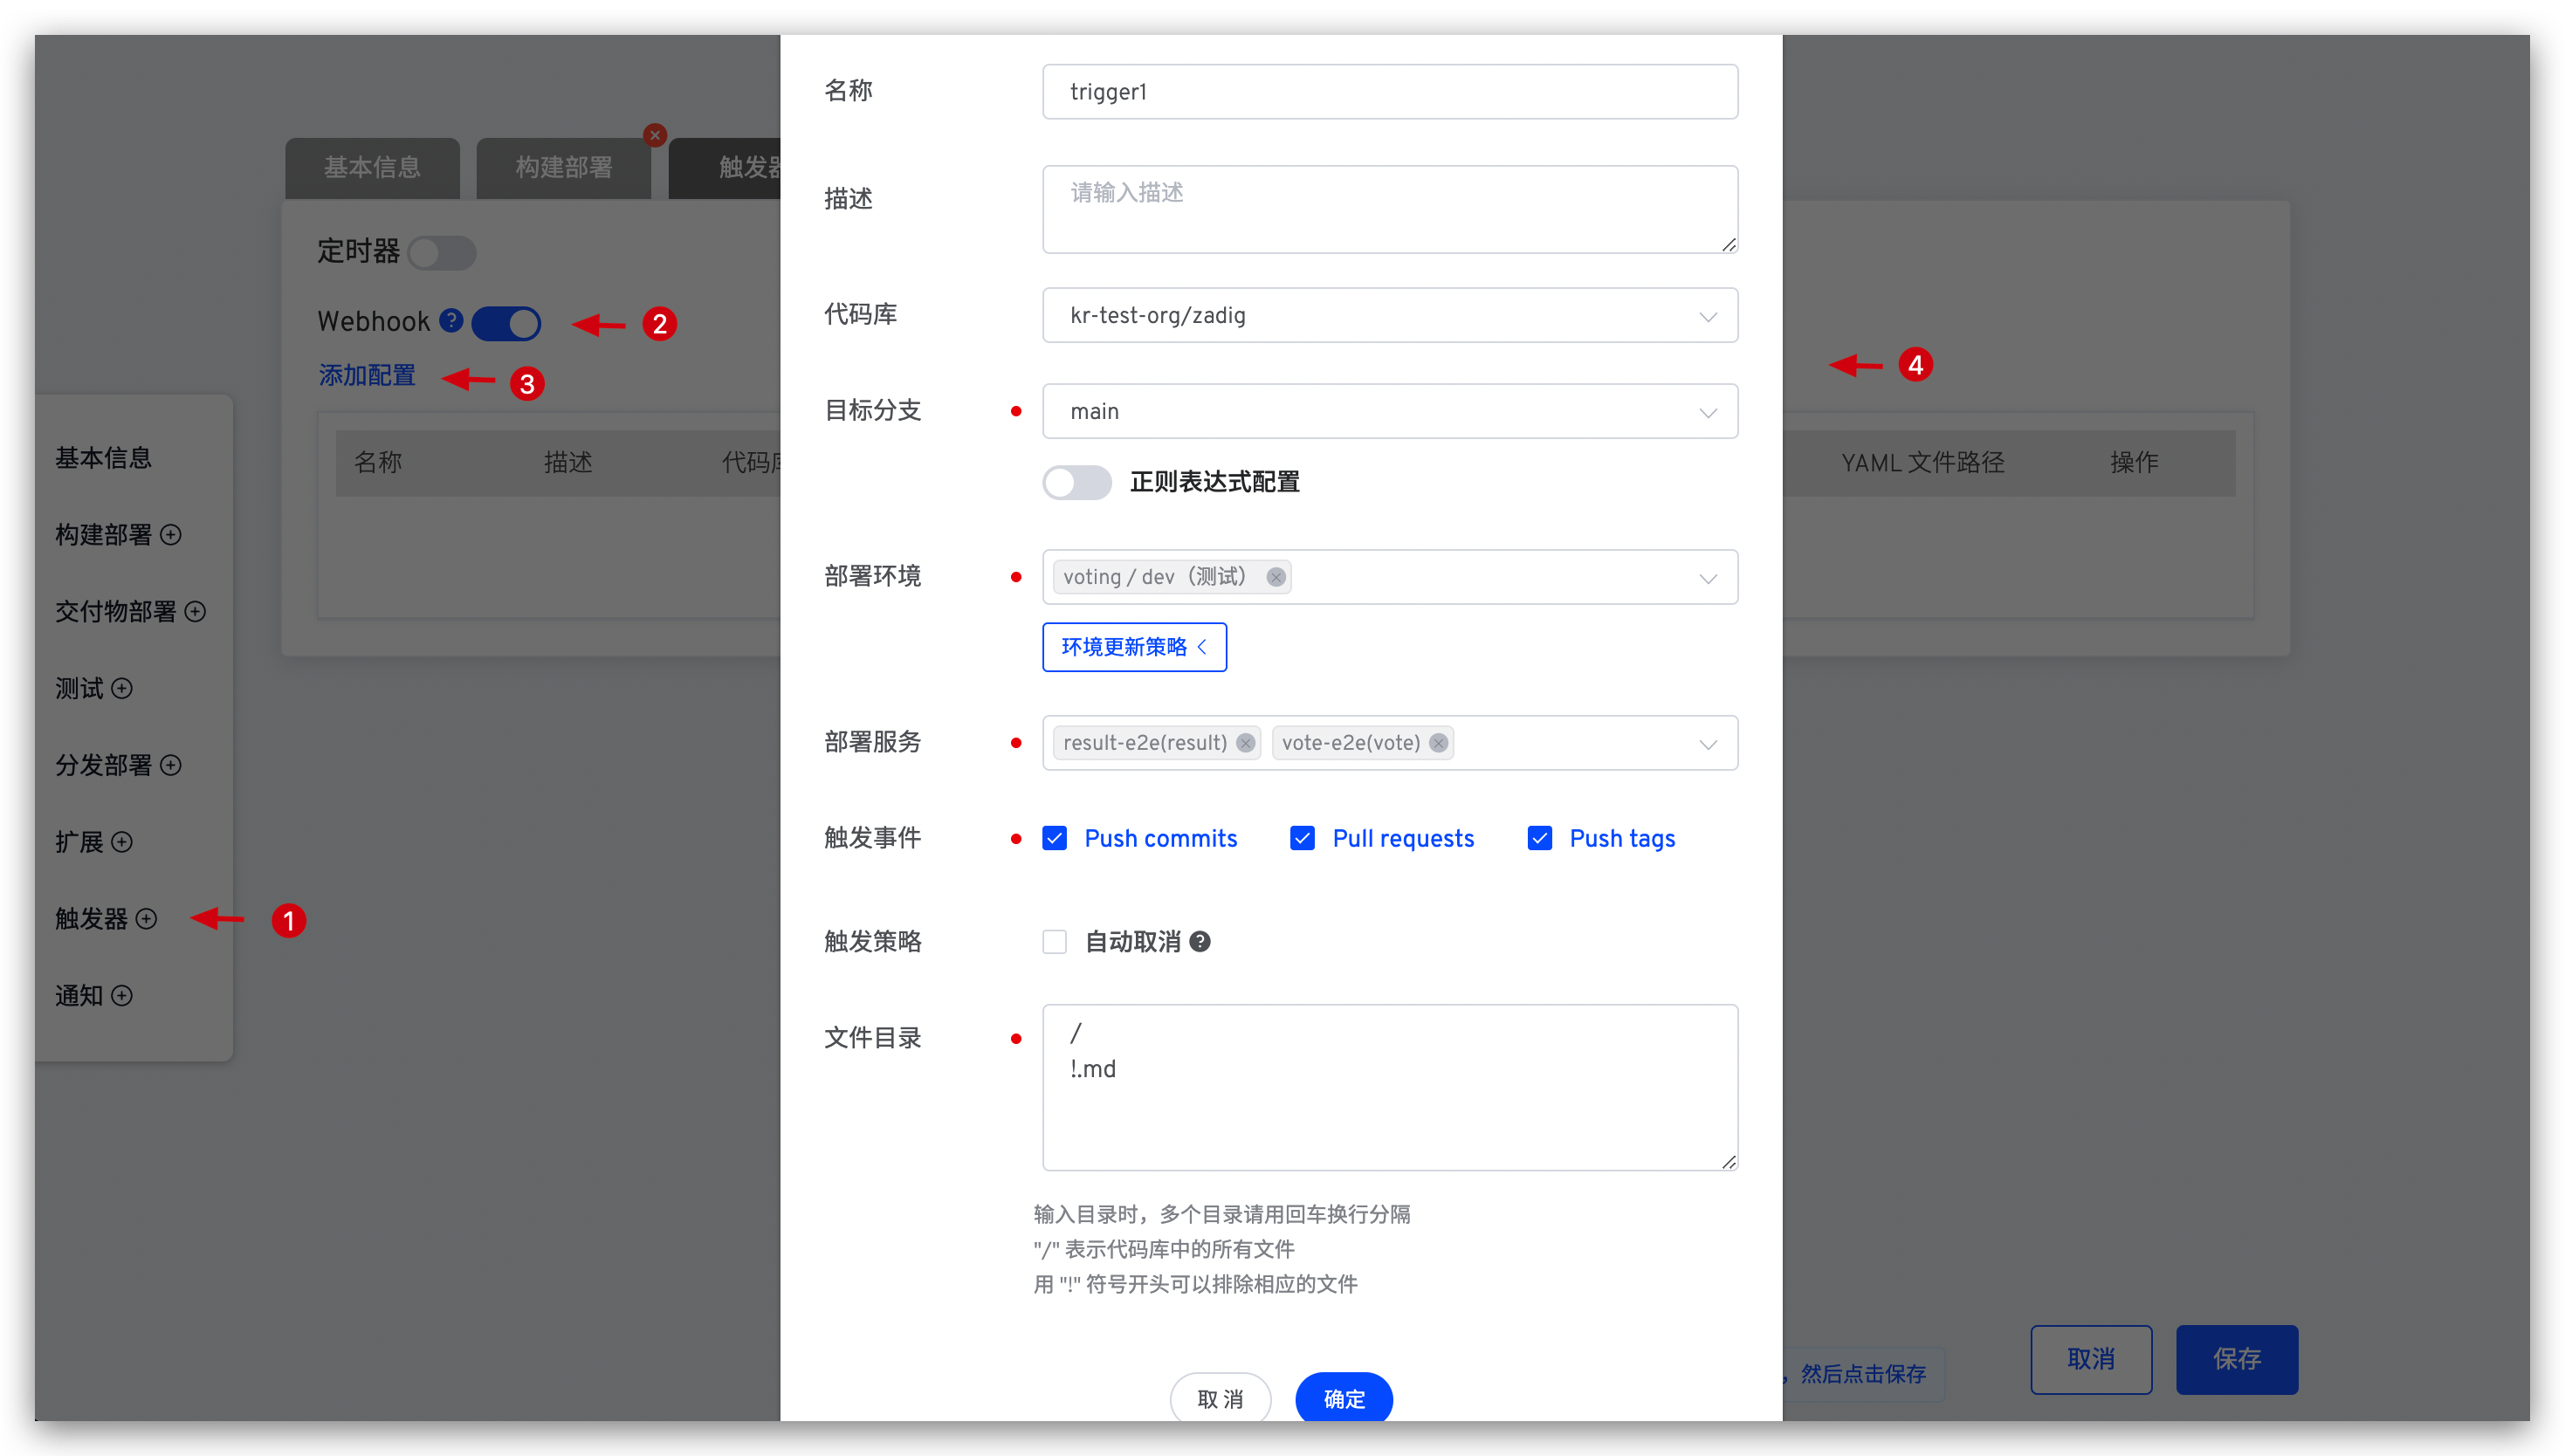 基本信息
构建部署
触发器
定时器
Webhook ?
2
添加配置
3
名称
描述
代码库
YAML 文件路径
操作
4
基本信息
构建部署
交付物部署
测试
分发部署
扩展
触发器
1
通知
名称
trigger1
描述
请输入描述
代码库
kr-test-org/zadig
目标分支
main
正则表达式配置
部署环境
voting / dev（测试）
环境更新策略
部署服务
result-e2e(result)
vote-e2e(vote)
触发事件
Push commits
Pull requests
Push tags
触发策略
自动取消 ?
文件目录
/
!.md
输入目录时，多个目录请用回车换行分隔
"/" 表示代码库中的所有文件
用 "!" 符号开头可以排除相应的文件
取 消
确定
，然后点击保存
取消
保存